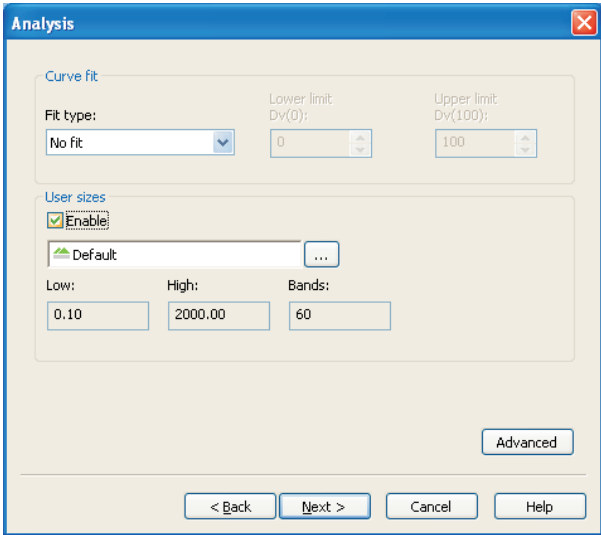 Analysis
Curve fit
Fit type:
Lower limit
Dv(0):
Upper limit
Dv(100):
No fit
0
100
User sizes
Enable
Default
...
Low:
High:
Bands:
0.10
2000.00
60
Advanced
< Back
Next >
Cancel
Help